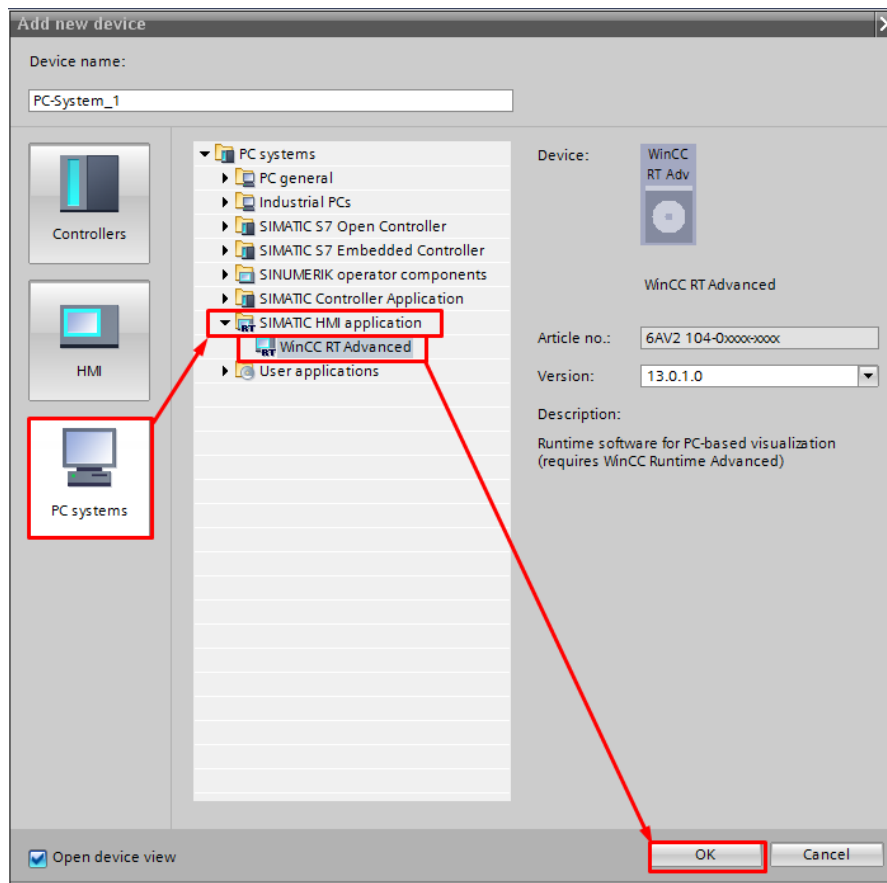 Add new device
Device name:
PC-System_1
Controllers
HMI
PC systems
PC systems
PC general
Industrial PCs
SIMATIC S7 Open Controller
SIMATIC S7 Embedded Controller
SINUMERIK operator components
SIMATIC Controller Application
RT SIMATIC HMI application
RT WinCC RT Advanced
User applications
Device:
WinCC
RT Adv
WinCC RT Advanced
Article no.: 6AV2 104-0xxxx-xxxx
Version: 13.0.1.0
Description:
Runtime software for PC-based visualization
(requires WinCC Runtime Advanced)
Open device view
OK Cancel